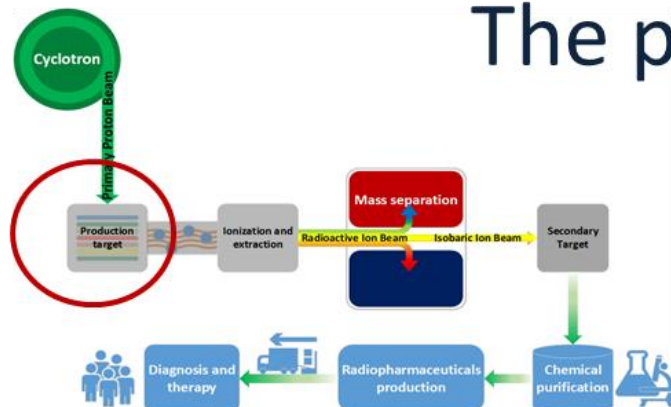 The p
Cyclotron
Primary Proton Beam
Production
target
Ionization and
extraction
Radioactive Ion Beam
Mass separation
Isobaric Ion Beam
Secondary
Target
Diagnosis and
therapy
Radiopharmaceuticals
production
Chemical
purification